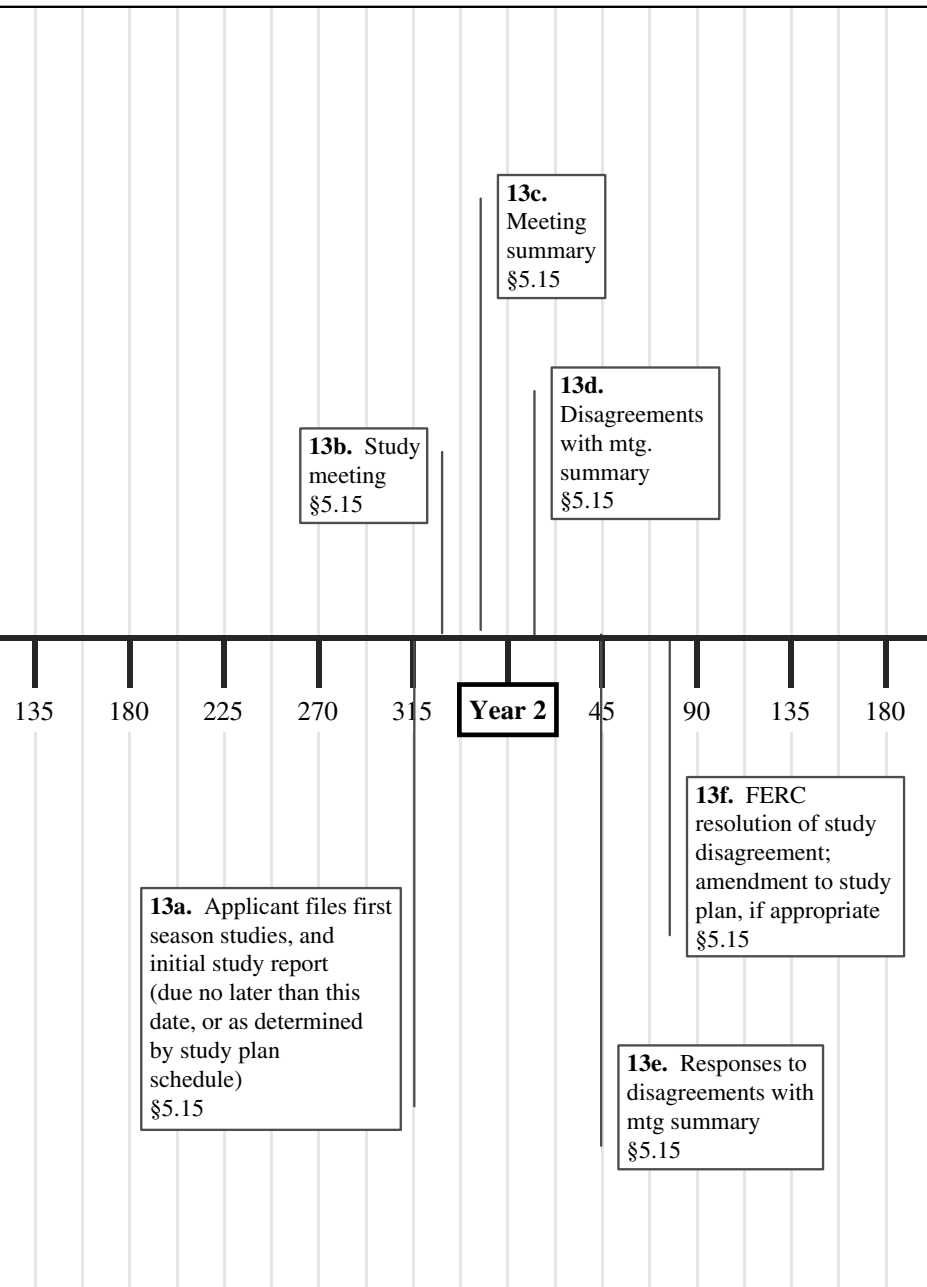 13c.
Meeting
summary
§5.15
13d.
Disagreements
with mtg.
summary
§5.15
13b. Study
meeting
§5.15
135 180 225 270 315 Year 2 45 90 135 180
13f. FERC
resolution of study
disagreement;
amendment to study
plan, if appropriate
§5.15
13a. Applicant files first
season studies, and
initial study report
(due no later than this
date, or as determined
by study plan
schedule)
§5.15
13e. Responses to
disagreements with
mtg summary
§5.15